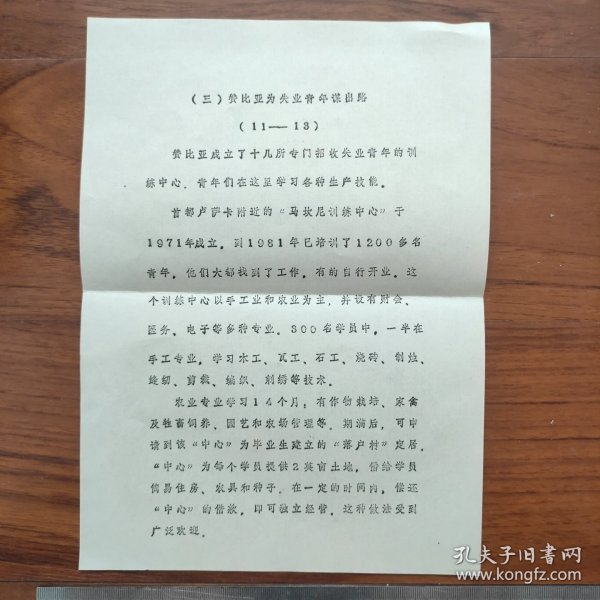 （三）赞比亚为失业青年谋出路
（11—13）
赞比亚成立了十几所专门招收失业青年的训
练中心，青年们在这里学习各种生产技能。
首都卢萨卡附近的“马坎尼训练中心”于
1971年成立，到1981年已培训了1200多名
青年，他们大都找到了工作，有的自行开业。这
个训练中心以手工业和农业为主，并设有财会、
医务、电子等多种专业。300名学员中，一半在
手工专业，学习木工、瓦工、石工、烧砖、制烛、
缝纫、剪裁、编织、刺绣等技术。
农业专业学习14个月，有作物栽培、家禽
及牲畜饲养、园艺和农场管理等。期满后，可申
请到该“中心”为毕业生建立的“落户村”定居。
“中心”为每个学员提供2英亩土地，借给学员
简易住房、农具和种子。在一定的时间内，偿还
“中心”的借款，即可独立经营。这种做法受到
广泛欢迎。
孔夫子旧书网
www.kongfz.com